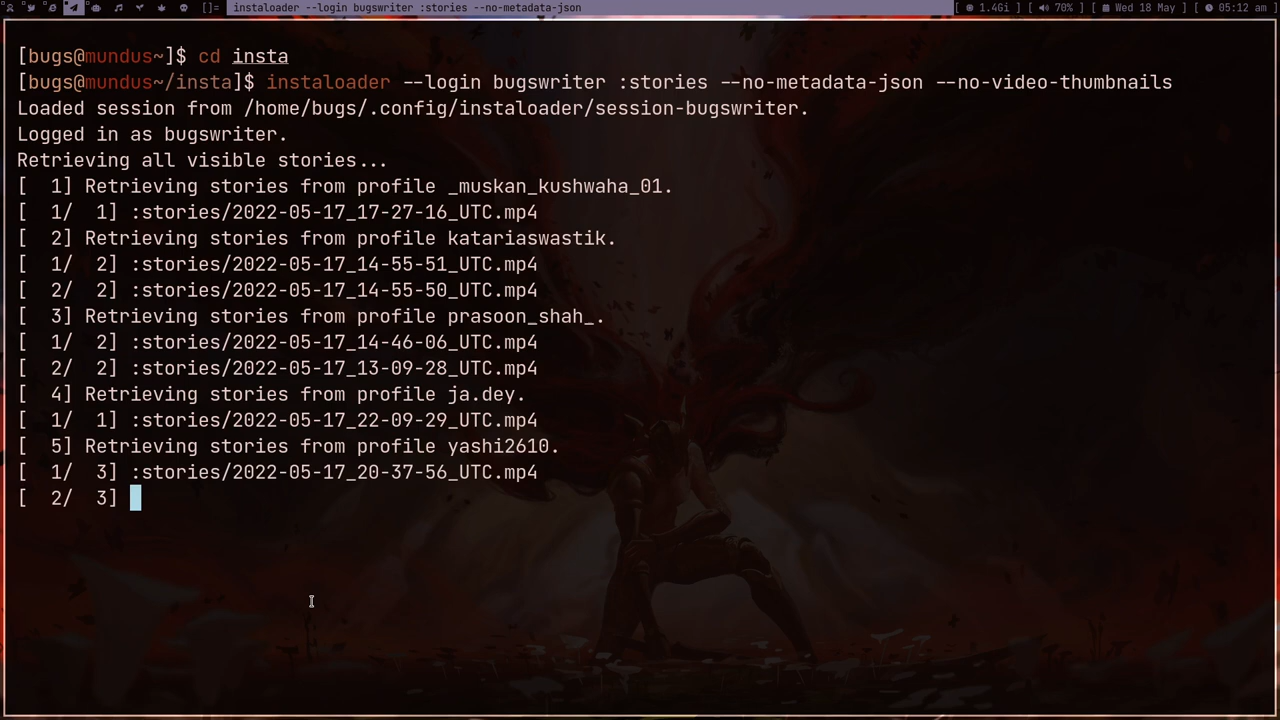 []= instaloader --login bugswriter :stories --no-metadata-json [ 1.4Gi ] [ 70% ] [ Wed 18 May ] [ 05:12 am ]
[bugs@mundus~]$ cd insta
[bugs@mundus~/insta]$ instaloader --login bugswriter :stories --no-metadata-json --no-video-thumbnails
Loaded session from /home/bugs/.config/instaloader/session-bugswriter.
Logged in as bugswriter.
Retrieving all visible stories...
[  1] Retrieving stories from profile _muskan_kushwaha_01.
[  1/  1] :stories/2022-05-17_17-27-16_UTC.mp4
[  2] Retrieving stories from profile katariaswastik.
[  1/  2] :stories/2022-05-17_14-55-51_UTC.mp4
[  2/  2] :stories/2022-05-17_14-55-50_UTC.mp4
[  3] Retrieving stories from profile prasoon_shah_.
[  1/  2] :stories/2022-05-17_14-46-06_UTC.mp4
[  2/  2] :stories/2022-05-17_13-09-28_UTC.mp4
[  4] Retrieving stories from profile ja.dey.
[  1/  1] :stories/2022-05-17_22-09-29_UTC.mp4
[  5] Retrieving stories from profile yashi2610.
[  1/  3] :stories/2022-05-17_20-37-56_UTC.mp4
[  2/  3]